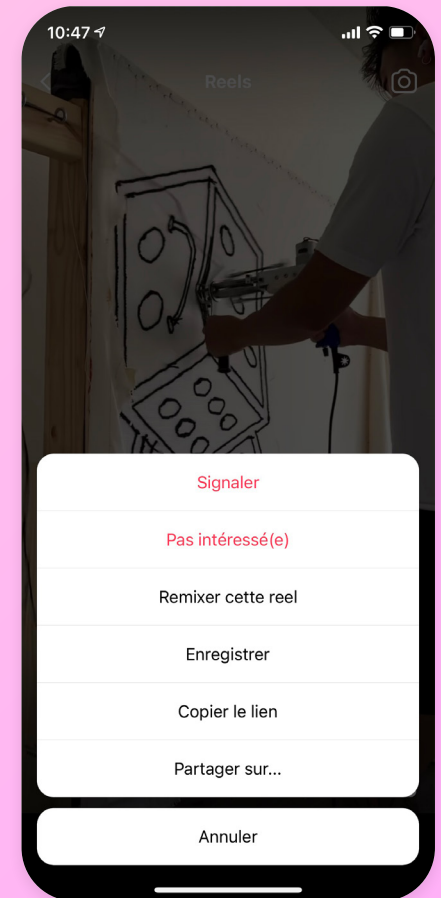 10:47
Reels
Signaler
Pas intéressé(e)
Remixer cette reel
Enregistrer
Copier le lien
Partager sur...
Annuler